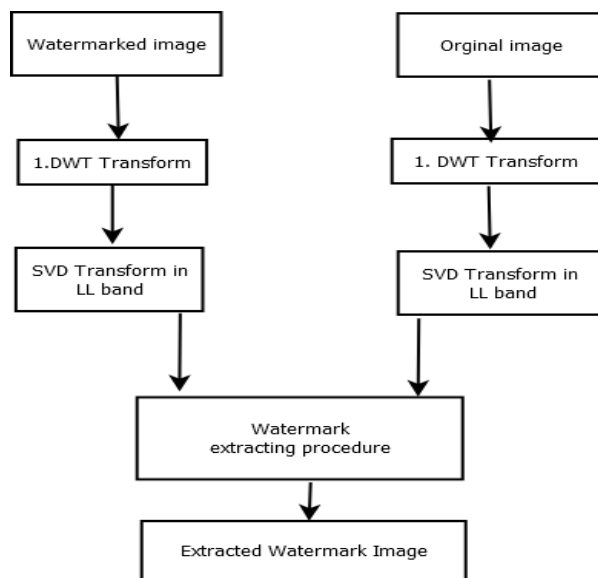 Watermarked image
Orginal image
1.DWT Transform
1. DWT Transform
SVD Transform in
LL band
SVD Transform in
LL band
Watermark
extracting procedure
Extracted Watermark Image